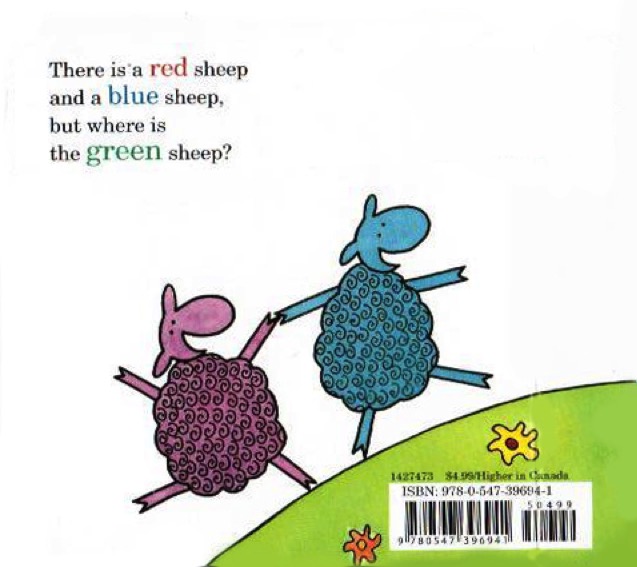 There is a red sheep
and a blue sheep,
but where is
the green sheep?
1427473 $4.99/Higher in Canada
ISBN: 978-0-547-39694-1
50499
9 780547 396941